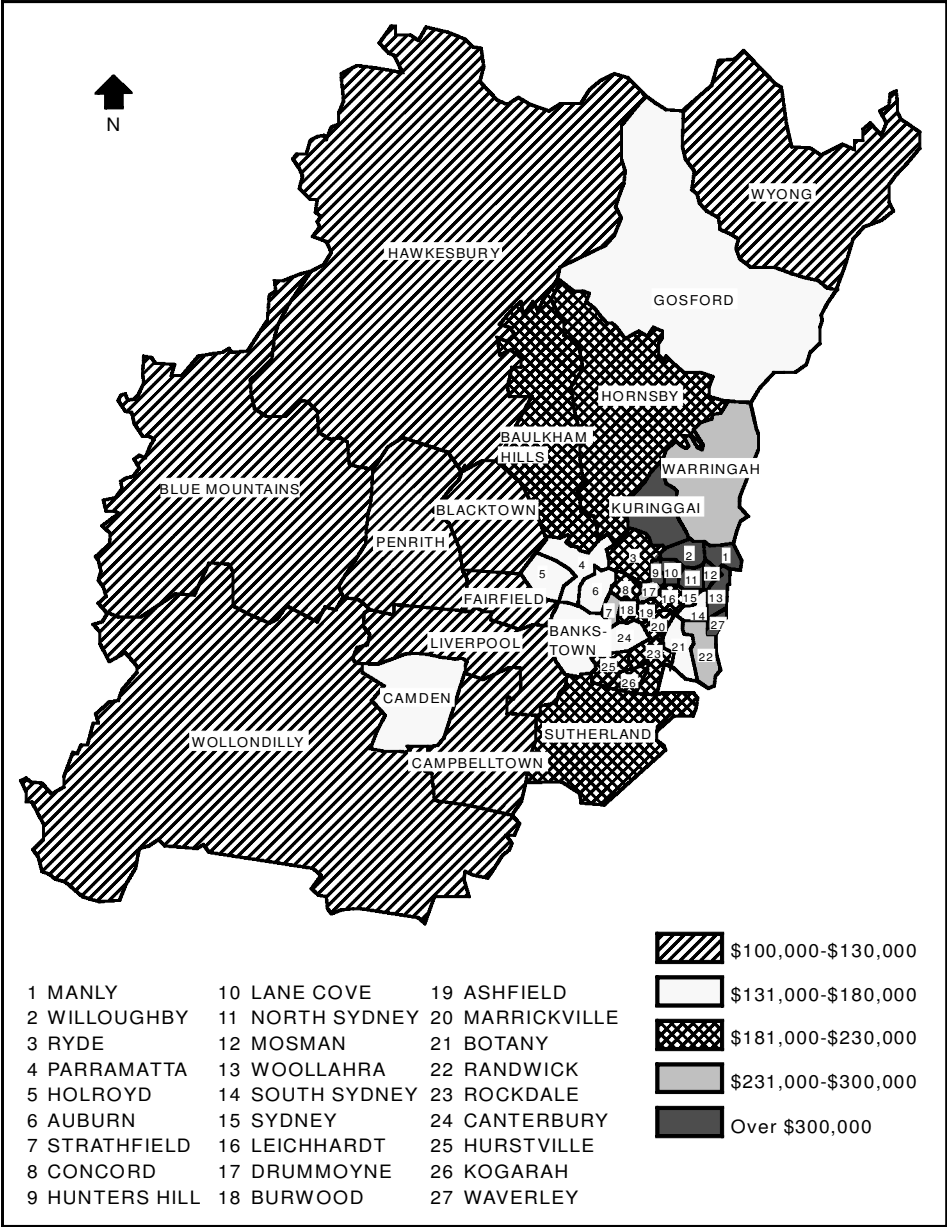 N
WYONG
HAWKESBURY
GOSFORD
HORNSBY
BAULKHAM
HILLS
WARRINGAH
BLUE MOUNTAINS
KURINGGAI
BLACKTOWN
PENRITH
2
1
3
4
5
9
10
11
12
6
8
17
16
15
13
FAIRFIELD
7
18
19
14
27
20
LIVERPOOL
BANKS-
TOWN
24
21
23
22
25
26
CAMDEN
SUTHERLAND
WOLLONDILLY
CAMPBELLTOWN
$100,000-$130,000
$131,000-$180,000
$181,000-$230,000
$231,000-$300,000
Over $300,000
1 MANLY
2 WILLOUGHBY
3 RYDE
4 PARRAMATTA
5 HOLROYD
6 AUBURN
7 STRATHFIELD
8 CONCORD
9 HUNTERS HILL
10 LANE COVE
11 NORTH SYDNEY
12 MOSMAN
13 WOOLLAHRA
14 SOUTH SYDNEY
15 SYDNEY
16 LEICHHARDT
17 DRUMMOYNE
18 BURWOOD
19 ASHFIELD
20 MARRICKVILLE
21 BOTANY
22 RANDWICK
23 ROCKDALE
24 CANTERBURY
25 HURSTVILLE
26 KOGARAH
27 WAVERLEY